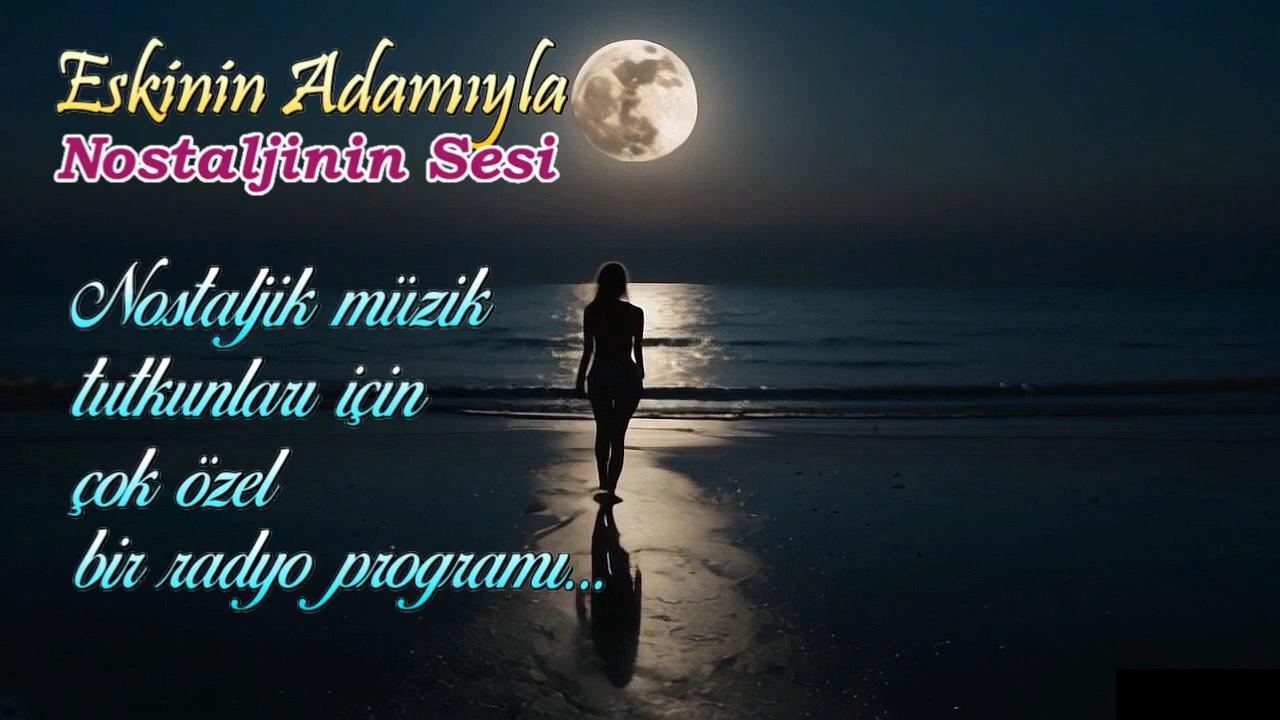 Eskinin Adamıyla
Nostaljinin Sesi
Nostaljik müzik
tutkunları için
çok özel
bir radyo programı...